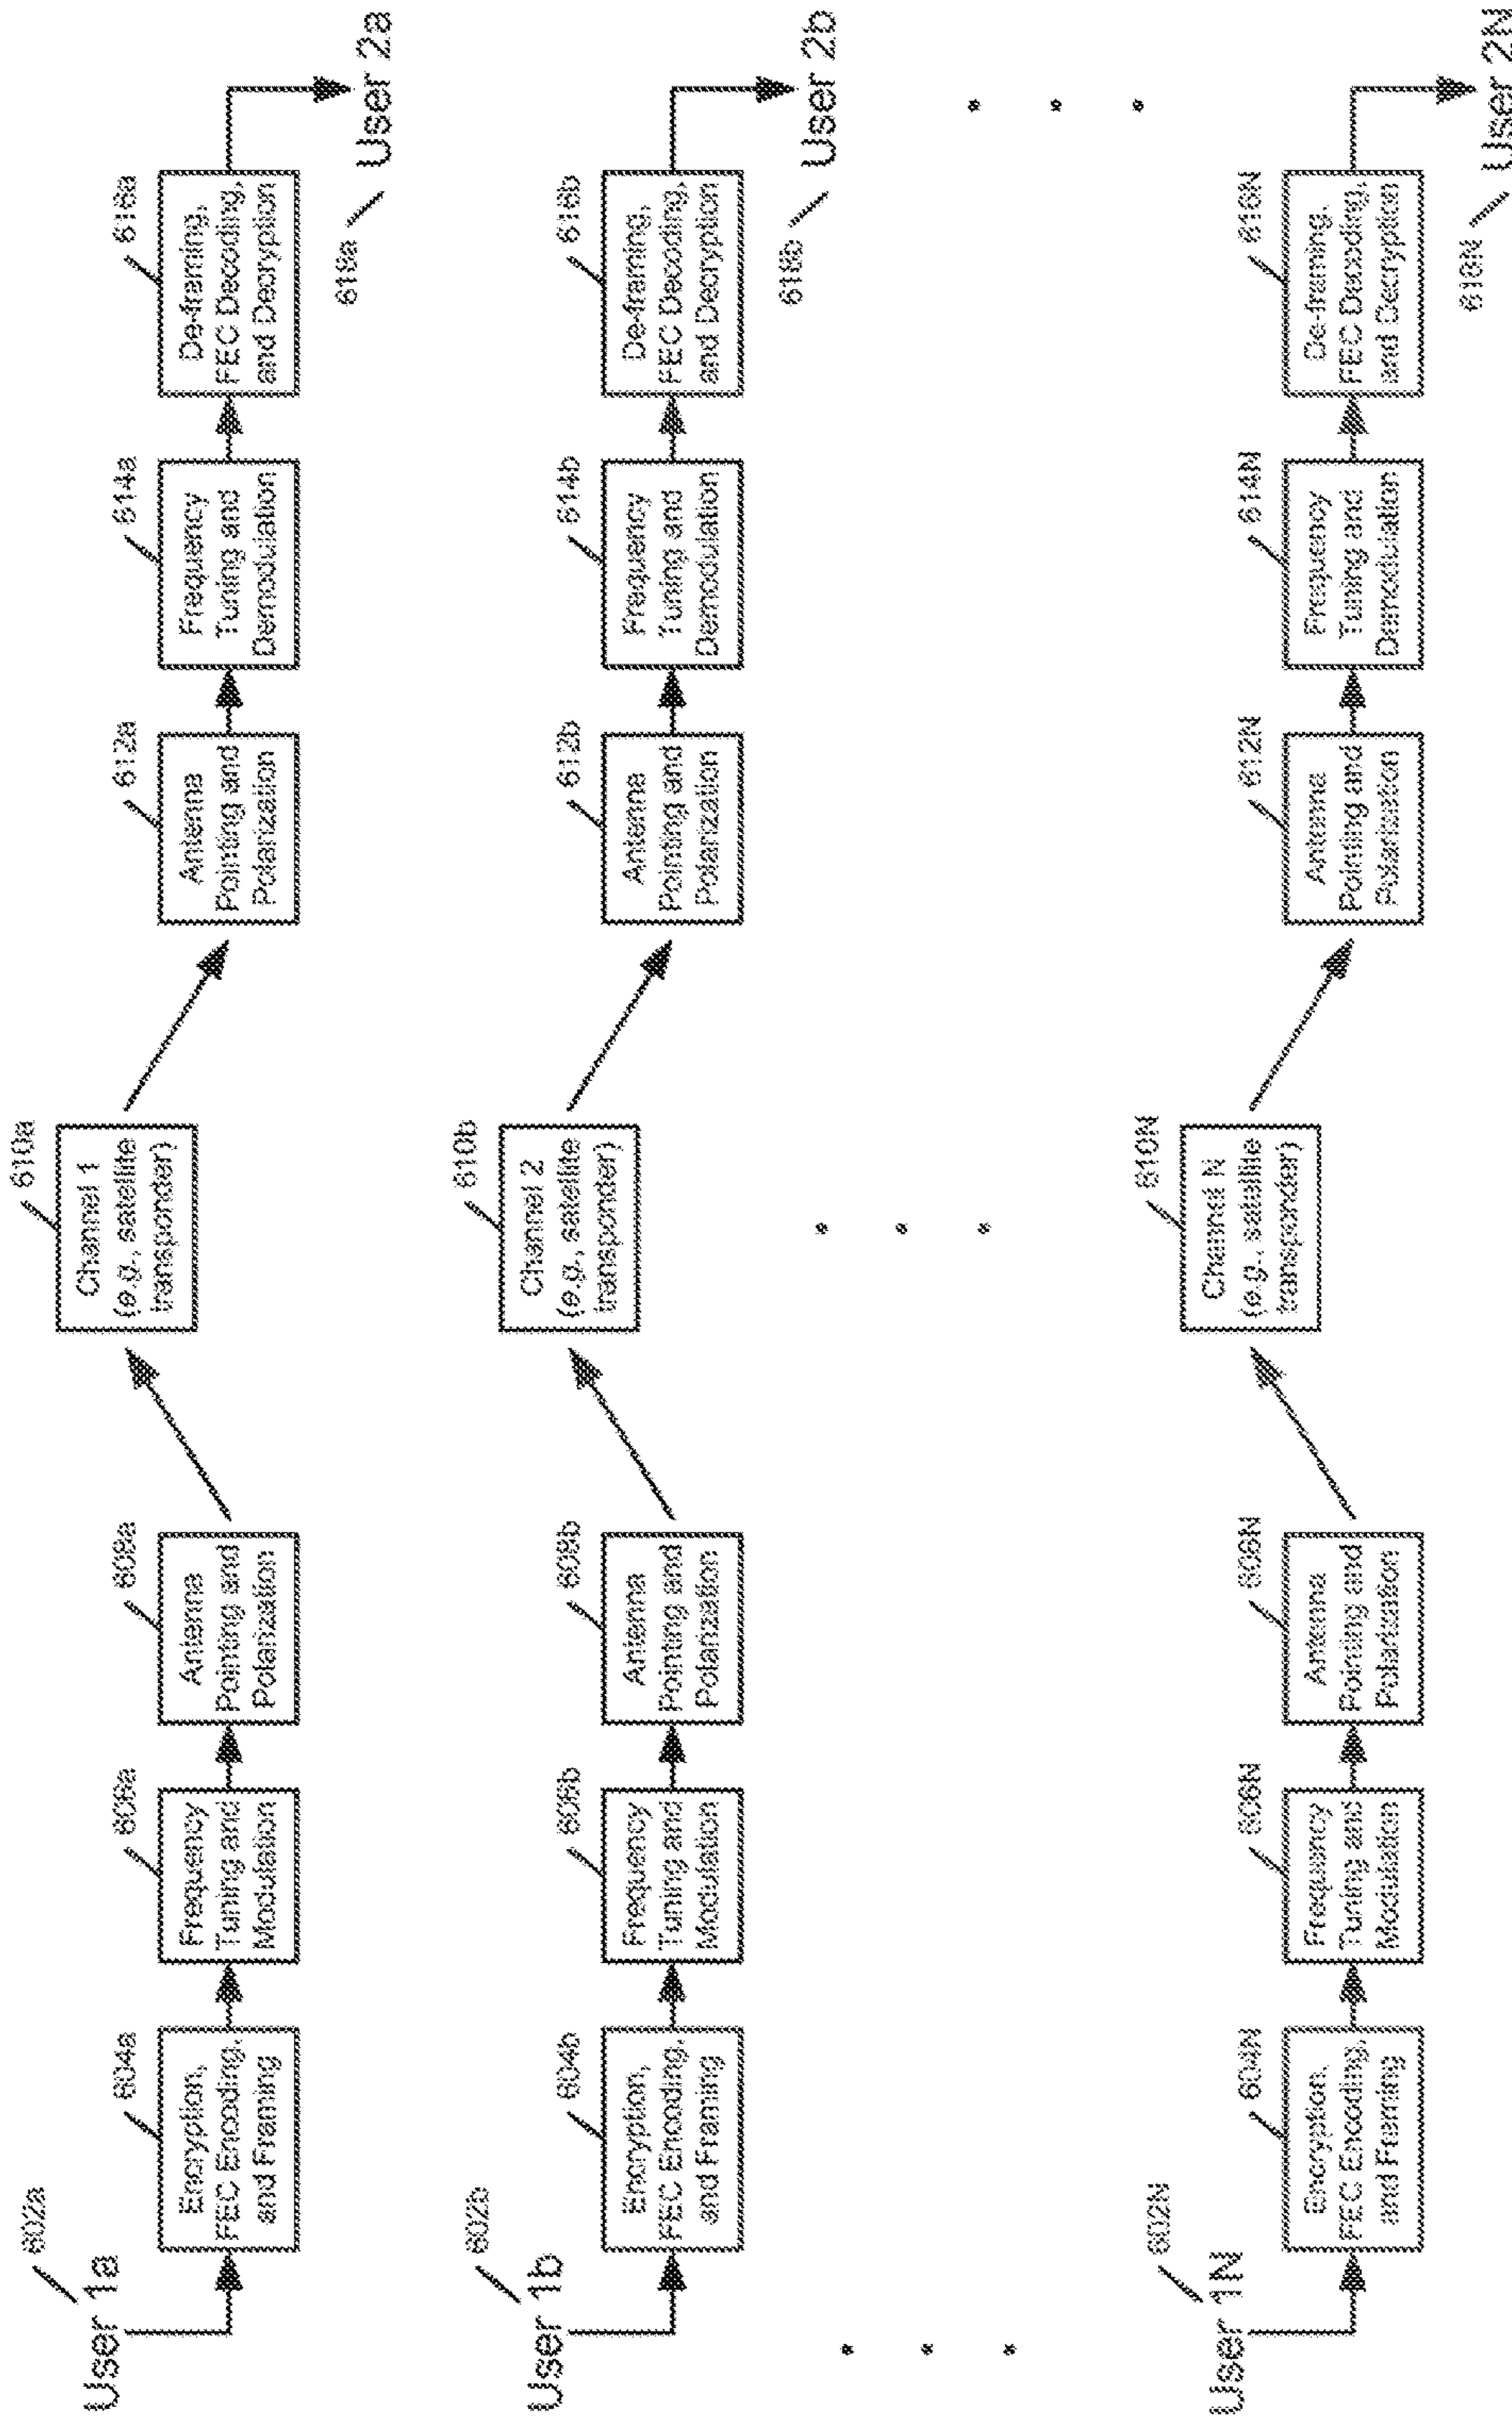 602a
User 1a
604a
Encryption,
FEC Encoding,
and Framing
606a
Frequency
Tuning and
Modulation
608a
Antenna
Pointing and
Polarization
610a
Channel 1
(e.g., satellite
transponder)
612a
Antenna
Pointing and
Polarization
614a
Frequency
Tuning and
Demodulation
616a
De-framing,
FEC Decoding,
and Decryption
618a
User 2a
602b
User 1b
604b
Encryption,
FEC Encoding,
and Framing
606b
Frequency
Tuning and
Modulation
608b
Antenna
Pointing and
Polarization
610b
Channel 2
(e.g., satellite
transponder)
612b
Antenna
Pointing and
Polarization
614b
Frequency
Tuning and
Demodulation
616b
De-framing,
FEC Decoding,
and Decryption
618b
User 2b
602N
User 1N
604N
Encryption,
FEC Encoding,
and Framing
606N
Frequency
Tuning and
Modulation
608N
Antenna
Pointing and
Polarization
610N
Channel N
(e.g., satellite
transponder)
612N
Antenna
Pointing and
Polarization
614N
Frequency
Tuning and
Demodulation
616N
De-framing,
FEC Decoding,
and Decryption
618N
User 2N